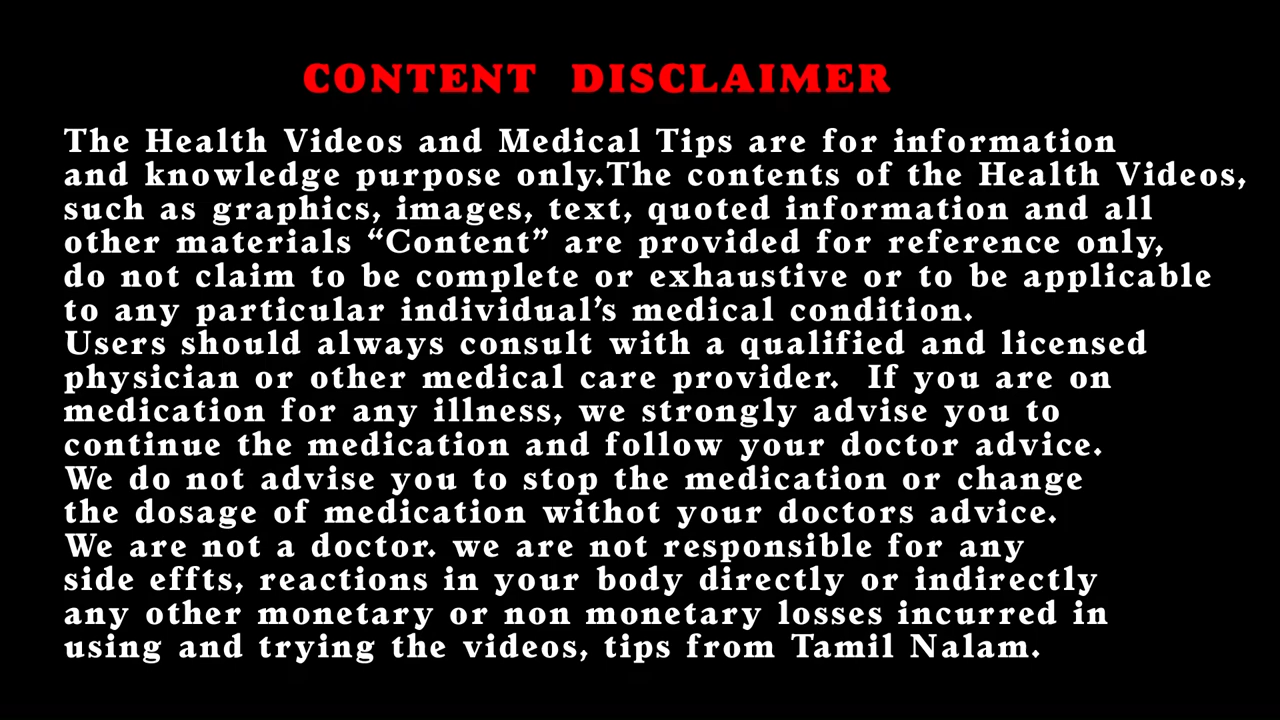 CONTENT DISCLAIMER
The Health Videos and Medical Tips are for information
and knowledge purpose only.The contents of the Health Videos,
such as graphics, images, text, quoted information and all
other materials “Content” are provided for reference only,
do not claim to be complete or exhaustive or to be applicable
to any particular individual’s medical condition.
Users should always consult with a qualified and licensed
physician or other medical care provider. If you are on
medication for any illness, we strongly advise you to
continue the medication and follow your doctor advice.
We do not advise you to stop the medication or change
the dosage of medication withot your doctors advice.
We are not a doctor. we are not responsible for any
side effts, reactions in your body directly or indirectly
any other monetary or non monetary losses incurred in
using and trying the videos, tips from Tamil Nalam.